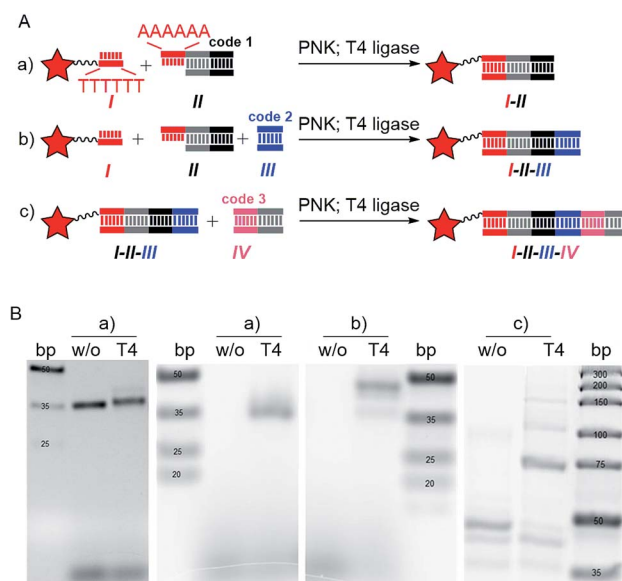 A
AAAAAA
code 1
a)
+
PNK; T4 ligase
TTTTTTT
I
II
I-II
code 2
b)
+
+
PNK; T4 ligase
I
II
III
I-II-III
code 3
c)
+
PNK; T4 ligase
I-II-III
IV
I-II-III-IV
B
a) a) b) c)
bp w/o T4 bp w/o T4 w/o T4 bp w/o T4 bp
50 50 50 300
200
150
35 35 35 100
25 25 25 75
20 20 50
35